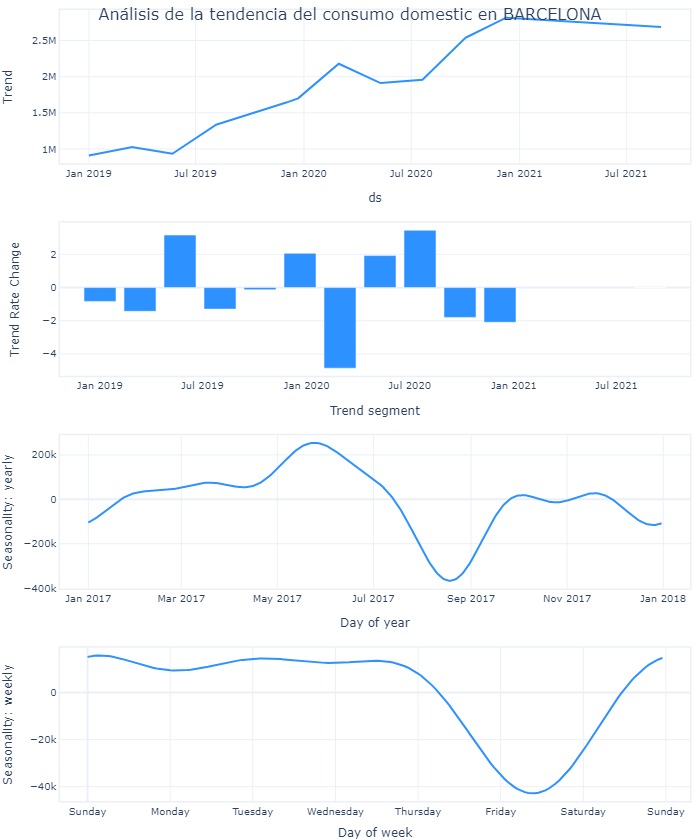 Análisis de la tendencia del consumo domestic en BARCELONA
2.5M
2M
1.5M
1M
Trend
Jan 2019 Jul 2019 Jan 2020 Jul 2020 Jan 2021 Jul 2021
ds
2
0
−2
−4
Trend Rate Change
Jan 2019 Jul 2019 Jan 2020 Jul 2020 Jan 2021 Jul 2021
Trend segment
200k
0
−200k
−400k
Seasonality: yearly
Jan 2017 Mar 2017 May 2017 Jul 2017 Sep 2017 Nov 2017 Jan 2018
Day of year
0
−20k
−40k
Seasonality: weekly
Sunday Monday Tuesday Wednesday Thursday Friday Saturday Sunday
Day of week